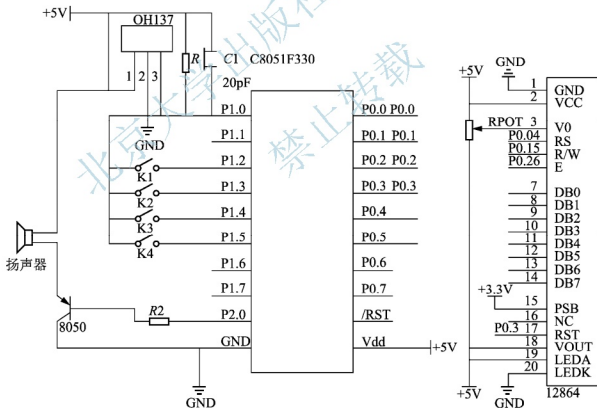 +5V
OH137
1 2 3
R
C1
20pF
C8051F330
GND
P1.0
P1.1
P1.2
P1.3
P1.4
P1.5
P1.6
P1.7
P2.0
GND
K1
K2
K3
K4
扬声器
8050
R2
GND
P0.0 P0.0
P0.1 P0.1
P0.2 P0.2
P0.3 P0.3
P0.4
P0.5
P0.6
P0.7
/RST
Vdd
+5V
GND
+5V
RPOT
1 GND
2 VCC
3 V0
P0.04 RS
P0.15 R/W
P0.26 E
7 DB0
8 DB1
9 DB2
10 DB3
11 DB4
12 DB5
13 DB6
14 DB7
+3.3V
15 PSB
16 NC
P0.3 17 RST
18 VOUT
19 LEDA
20 LEDK
+5V
GND
12864
北京大学出版社
禁止转载